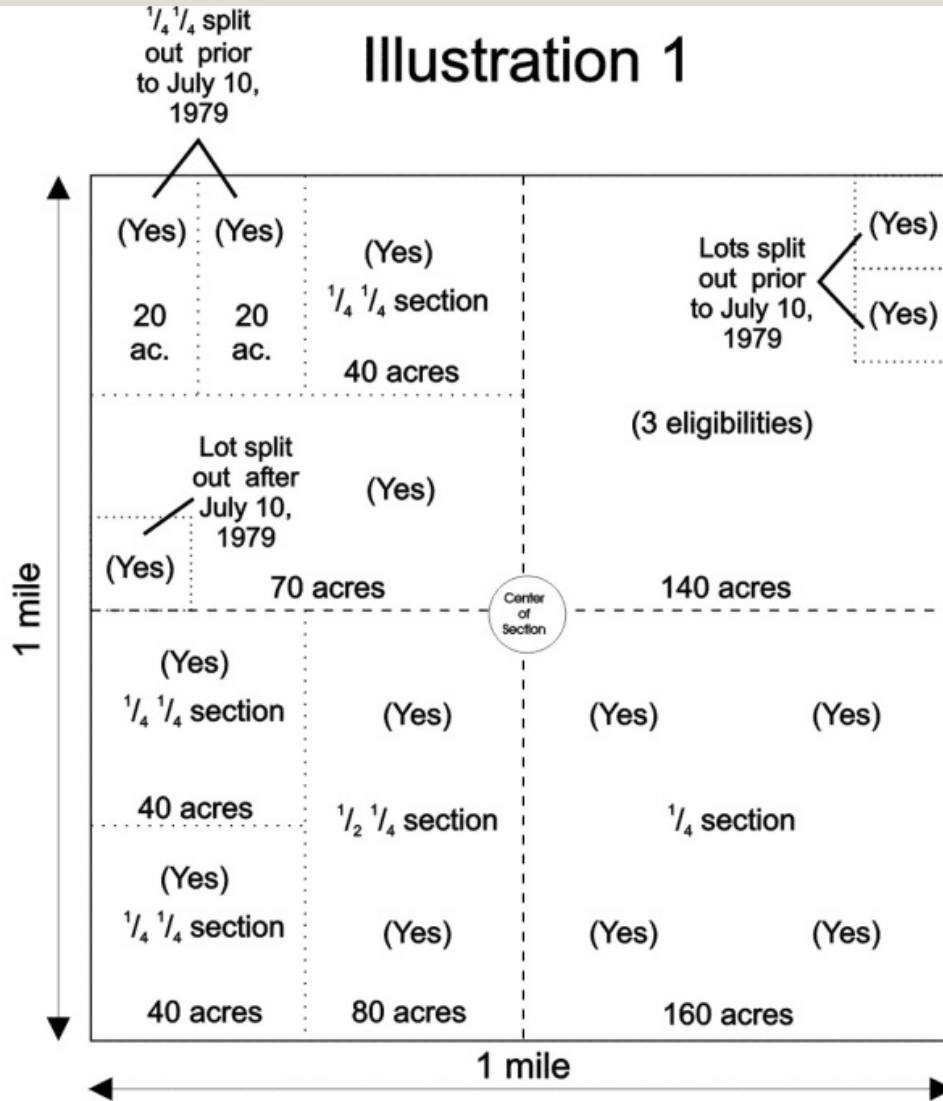 ¹/₄ ¹/₄ split
out prior
to July 10,
1979
Illustration 1
(Yes)
(Yes)
20
ac.
20
ac.
(Yes)
¹/₄ ¹/₄ section
40 acres
Lots split
out prior
to July 10,
1979
(Yes)
(Yes)
(3 eligibilities)
140 acres
Lot split
out after
July 10,
1979
(Yes)
(Yes)
70 acres
Center
of
Section
1 mile
(Yes)
¹/₄ ¹/₄ section
40 acres
(Yes)
¹/₄ ¹/₄ section
40 acres
(Yes)
¹/₂ ¹/₄ section
(Yes)
80 acres
(Yes)
(Yes)
¹/₄ section
(Yes)
(Yes)
160 acres
1 mile